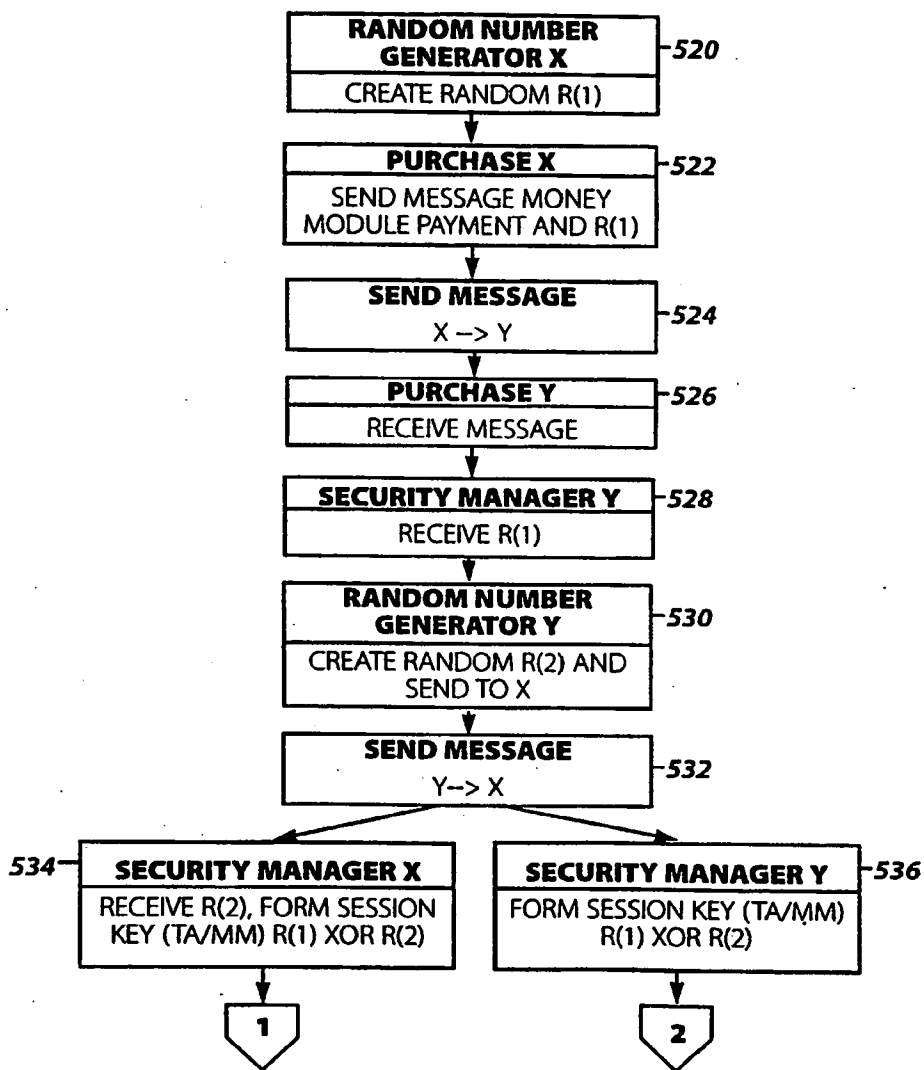 RANDOM NUMBER
GENERATOR X
520
CREATE RANDOM R(1)
PURCHASE X
522
SEND MESSAGE MONEY
MODULE PAYMENT AND R(1)
SEND MESSAGE
524
X --> Y
PURCHASE Y
526
RECEIVE MESSAGE
SECURITY MANAGER Y
528
RECEIVE R(1)
RANDOM NUMBER
GENERATOR Y
530
CREATE RANDOM R(2) AND
SEND TO X
SEND MESSAGE
532
Y--> X
534
SECURITY MANAGER X
RECEIVE R(2), FORM SESSION
KEY (TA/MM) R(1) XOR R(2)
SECURITY MANAGER Y
536
FORM SESSION KEY (TA/MM)
R(1) XOR R(2)
1
2